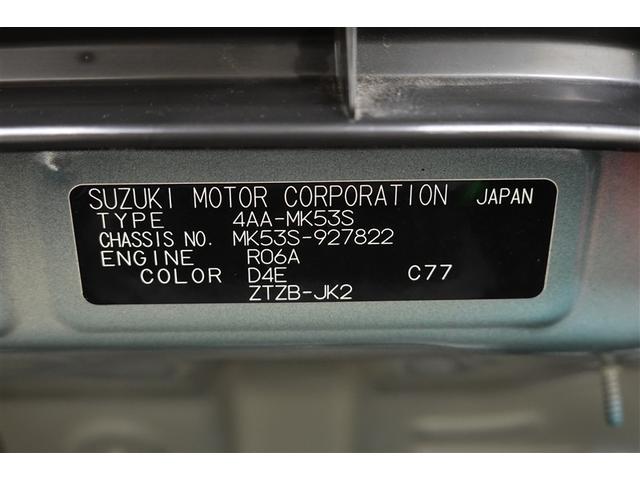 SUZUKI MOTOR CORPORATION JAPAN
TYPE 4AA-MK53S
CHASSIS NO. MK53S-927822
ENGINE R06A
COLOR D4E C77
ZTZB-JK2